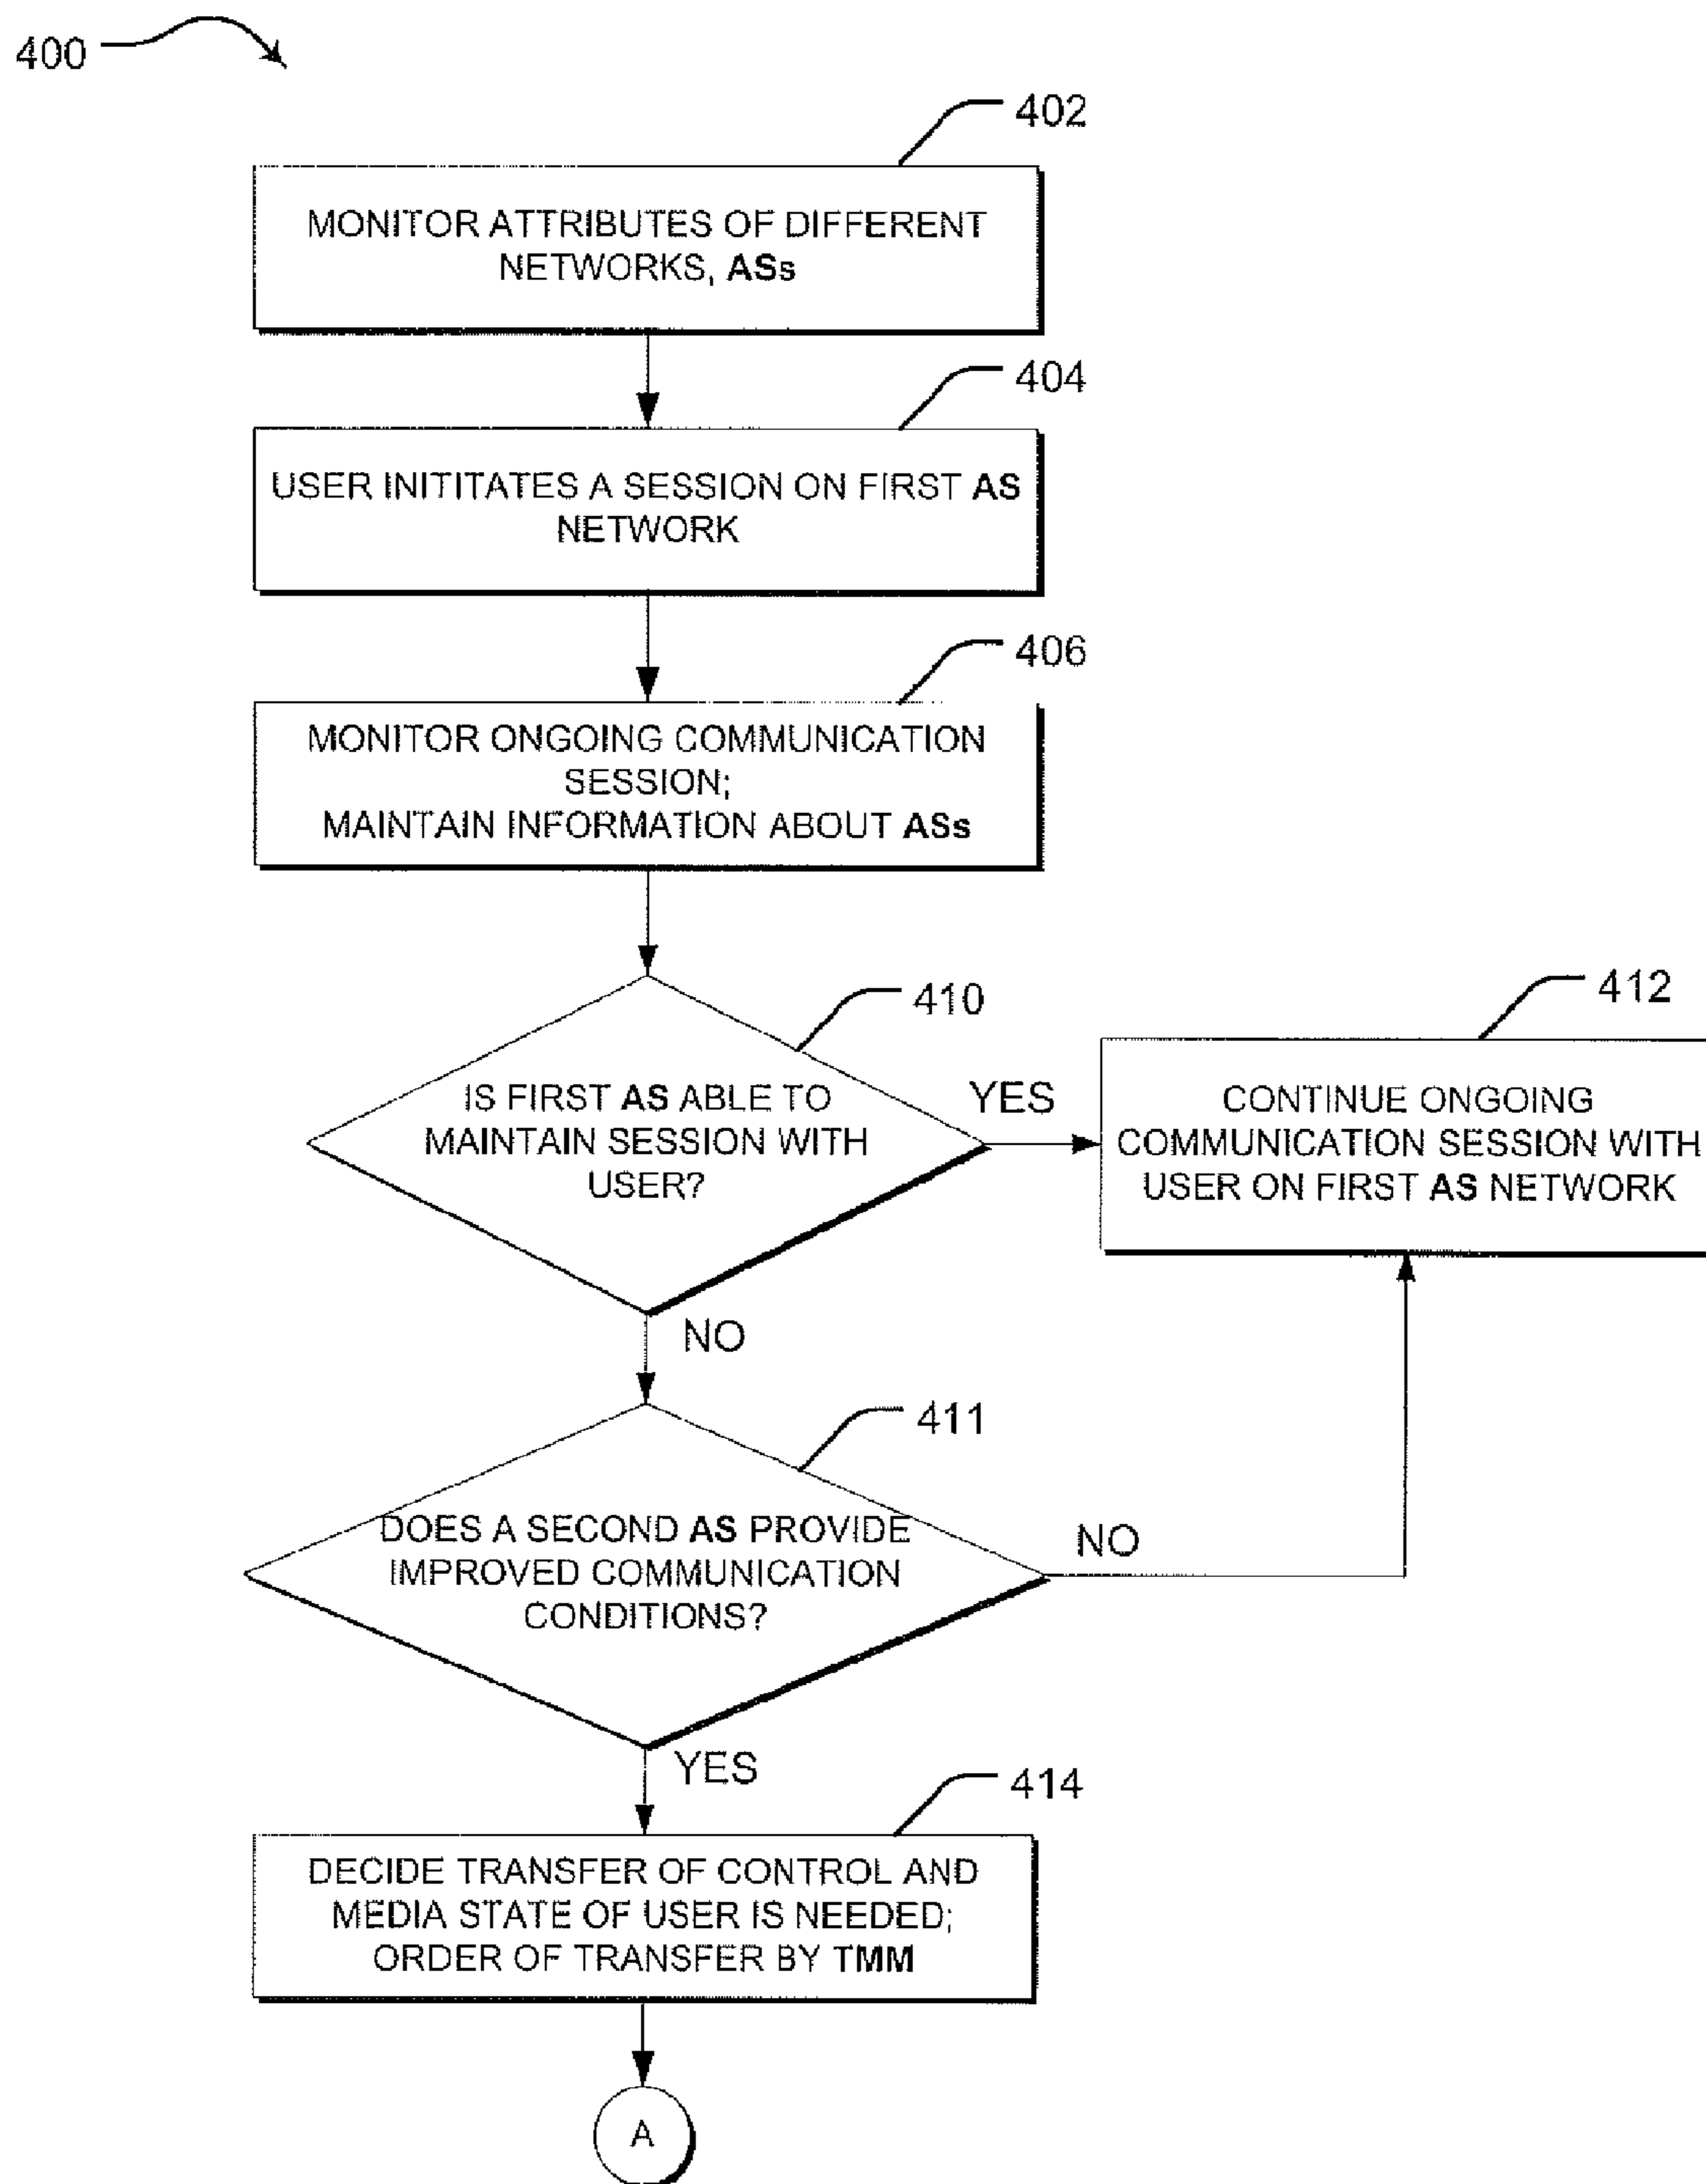 400
402
MONITOR ATTRIBUTES OF DIFFERENT
NETWORKS, ASs
404
USER INITITATES A SESSION ON FIRST AS
NETWORK
406
MONITOR ONGOING COMMUNICATION
SESSION;
MAINTAIN INFORMATION ABOUT ASs
410
IS FIRST AS ABLE TO
MAINTAIN SESSION WITH
USER?
YES
412
CONTINUE ONGOING
COMMUNICATION SESSION WITH
USER ON FIRST AS NETWORK
NO
411
DOES A SECOND AS PROVIDE
IMPROVED COMMUNICATION
CONDITIONS?
NO
YES
414
DECIDE TRANSFER OF CONTROL AND
MEDIA STATE OF USER IS NEEDED;
ORDER OF TRANSFER BY TMM
A